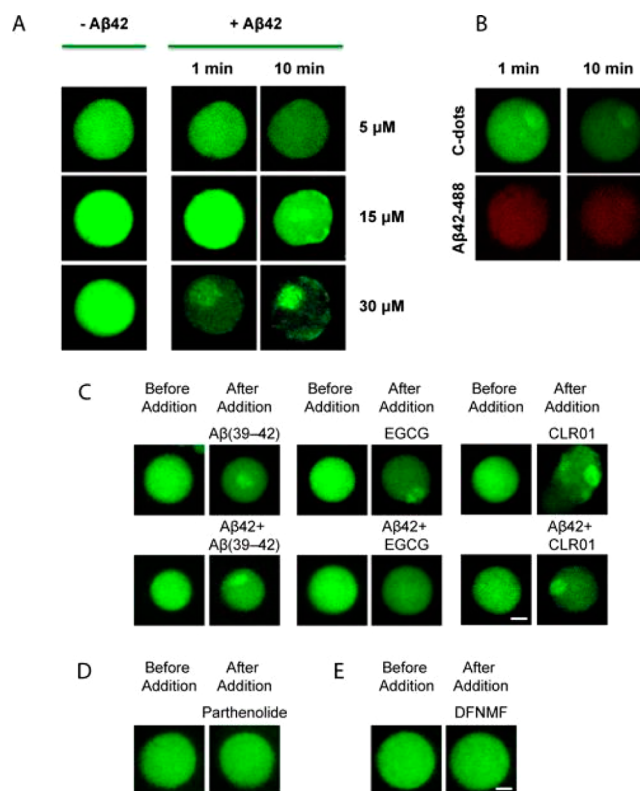 A
- Aβ42
+ Aβ42
1 min 10 min
5 µM
15 µM
30 µM
B
1 min 10 min
C-dots
Aβ42-488
C
Before Addition After Addition Before Addition After Addition Before Addition After Addition
Aβ(39–42) EGCG CLR01
Aβ42+ Aβ(39–42) Aβ42+ EGCG Aβ42+ CLR01
D
Before Addition After Addition
Parthenolide
E
Before Addition After Addition
DFNMF